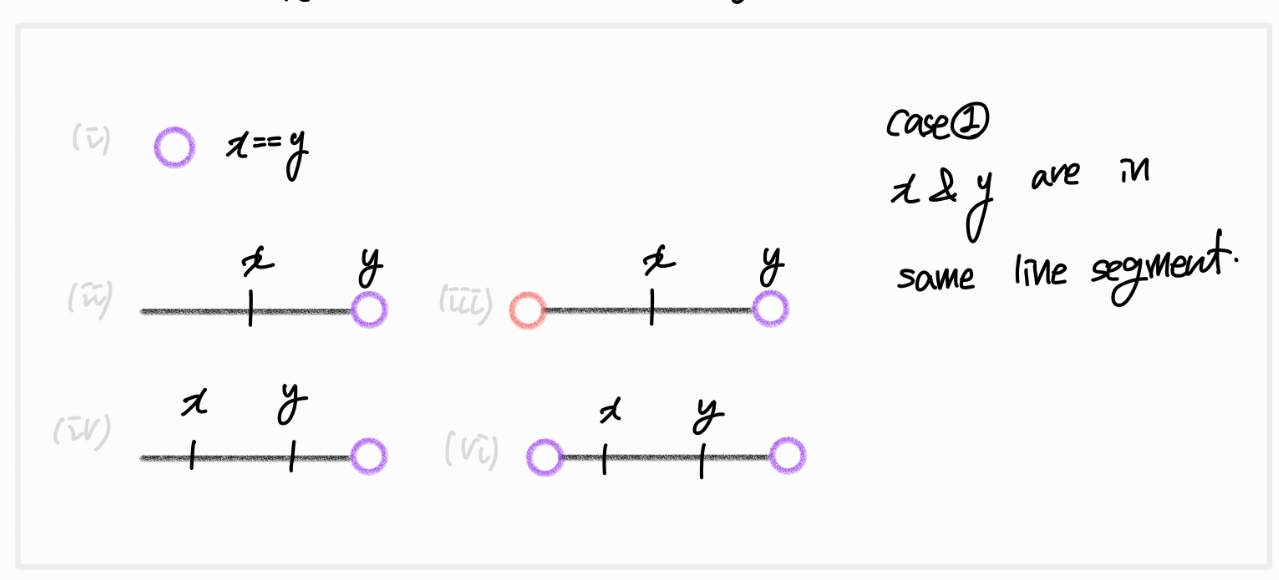 (i) x==y
case①
x & y are in
same line segment.
x y
(ii)
x y
(iii)
x y
(iv)
x y
(vi)